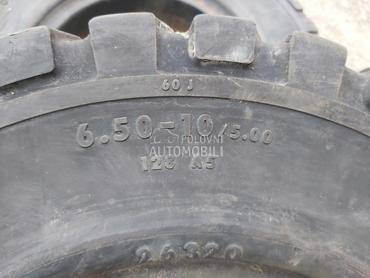 60 J
6.50-10/5.00
POLOVNI
AUTOMOBILI
128 A5
26320